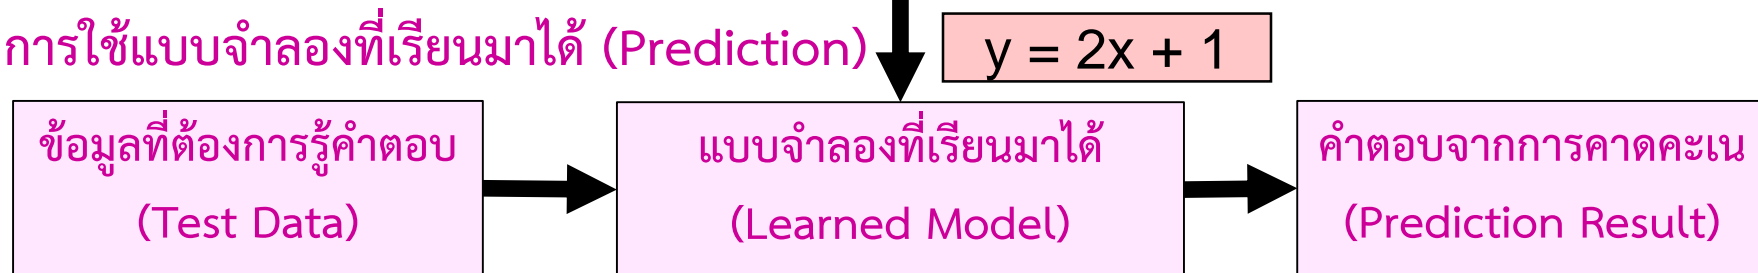 การใช้แบบจำลองที่เรียนมาได้ (Prediction)
y = 2x + 1
ข้อมูลที่ต้องการรู้คำตอบ
(Test Data)
แบบจำลองที่เรียนมาได้
(Learned Model)
คำตอบจากการคาดคะเน
(Prediction Result)